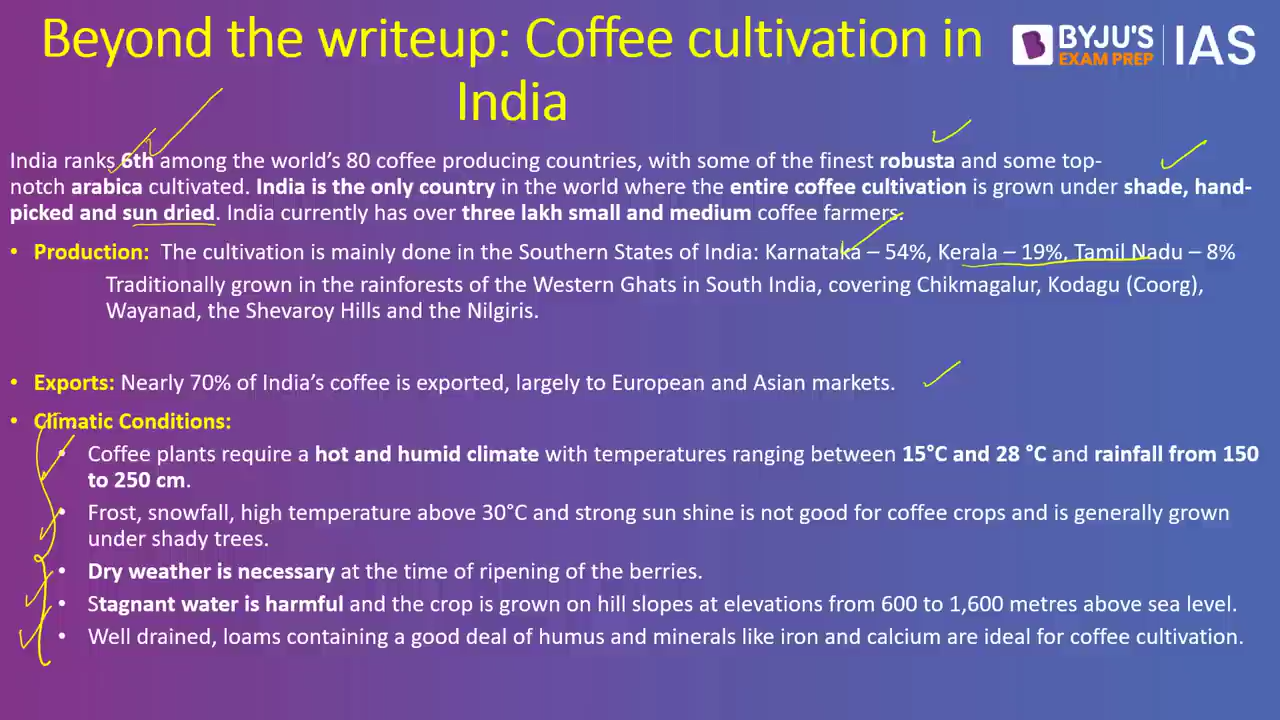 Beyond the writeup: Coffee cultivation in
India
BYJU'S
EXAM PREP
IAS
India ranks 6th among the world's 80 coffee producing countries, with some of the finest robusta and some top-
notch arabica cultivated. India is the only country in the world where the entire coffee cultivation is grown under shade, hand-
picked and sun dried. India currently has over three lakh small and medium coffee farmers.
• Production: The cultivation is mainly done in the Southern States of India: Karnataka – 54%, Kerala – 19%, Tamil Nadu – 8%
Traditionally grown in the rainforests of the Western Ghats in South India, covering Chikmagalur, Kodagu (Coorg),
Wayanad, the Shevaroy Hills and the Nilgiris.
• Exports: Nearly 70% of India's coffee is exported, largely to European and Asian markets.
• Climatic Conditions:
• Coffee plants require a hot and humid climate with temperatures ranging between 15°C and 28 °C and rainfall from 150
to 250 cm.
• Frost, snowfall, high temperature above 30°C and strong sun shine is not good for coffee crops and is generally grown
under shady trees.
• Dry weather is necessary at the time of ripening of the berries.
• Stagnant water is harmful and the crop is grown on hill slopes at elevations from 600 to 1,600 metres above sea level.
• Well drained, loams containing a good deal of humus and minerals like iron and calcium are ideal for coffee cultivation.